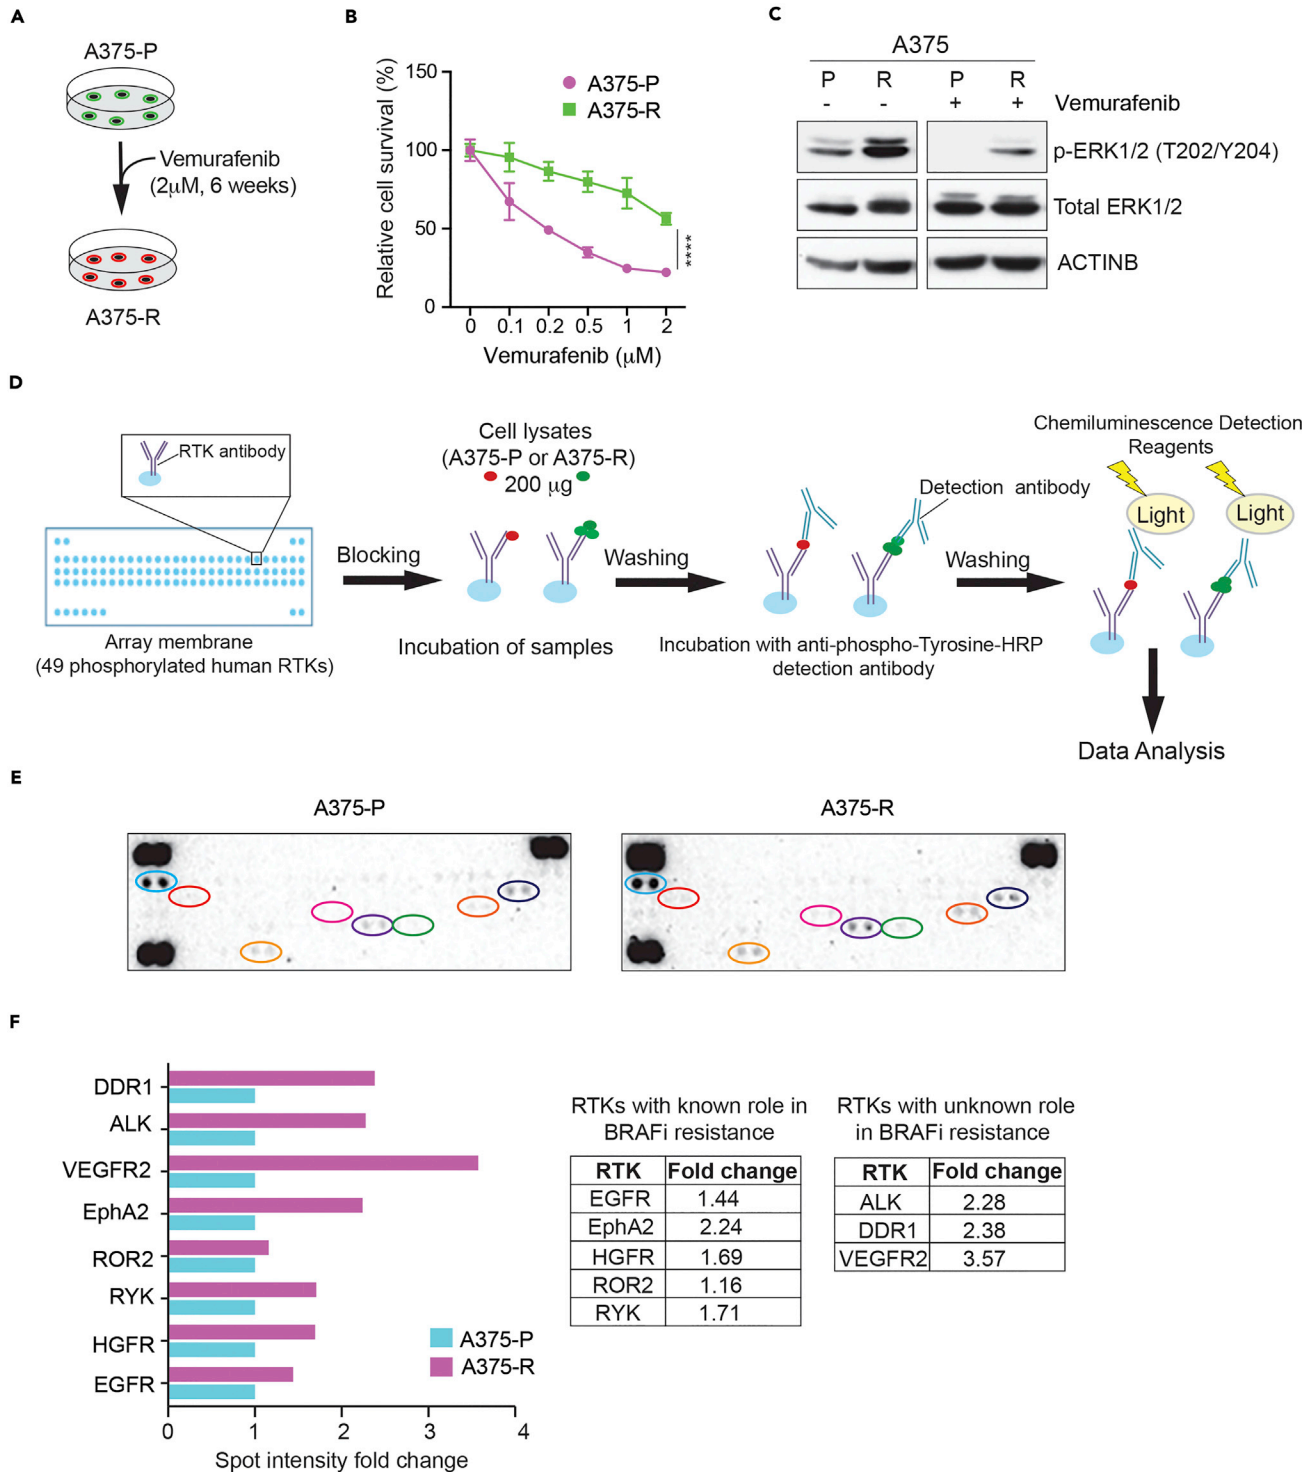 A
A375-P
Vemurafenib
(2μM, 6 weeks)
A375-R
B
Relative cell survival (%)
150
100
50
0
A375-P
A375-R
****
0 0.1 0.2 0.5 1 2
Vemurafenib (μM)
C
A375
P R P R
- - + + Vemurafenib
p-ERK1/2 (T202/Y204)
Total ERK1/2
ACTINB
D
RTK antibody
Array membrane
(49 phosphorylated human RTKs)
Blocking
Cell lysates
(A375-P or A375-R)
200 μg
Incubation of samples
Washing
Detection antibody
Incubation with anti-phospho-Tyrosine-HRP
detection antibody
Washing
Chemiluminescence Detection
Reagents
Light Light
Data Analysis
E
A375-P
A375-R
F
DDR1
ALK
VEGFR2
EphA2
ROR2
RYK
HGFR
EGFR
A375-P
A375-R
0 1 2 3 4
Spot intensity fold change
RTKs with known role in
BRAFi resistance
RTK Fold change
EGFR 1.44
EphA2 2.24
HGFR 1.69
ROR2 1.16
RYK 1.71
RTKs with unknown role
in BRAFi resistance
RTK Fold change
ALK 2.28
DDR1 2.38
VEGFR2 3.57